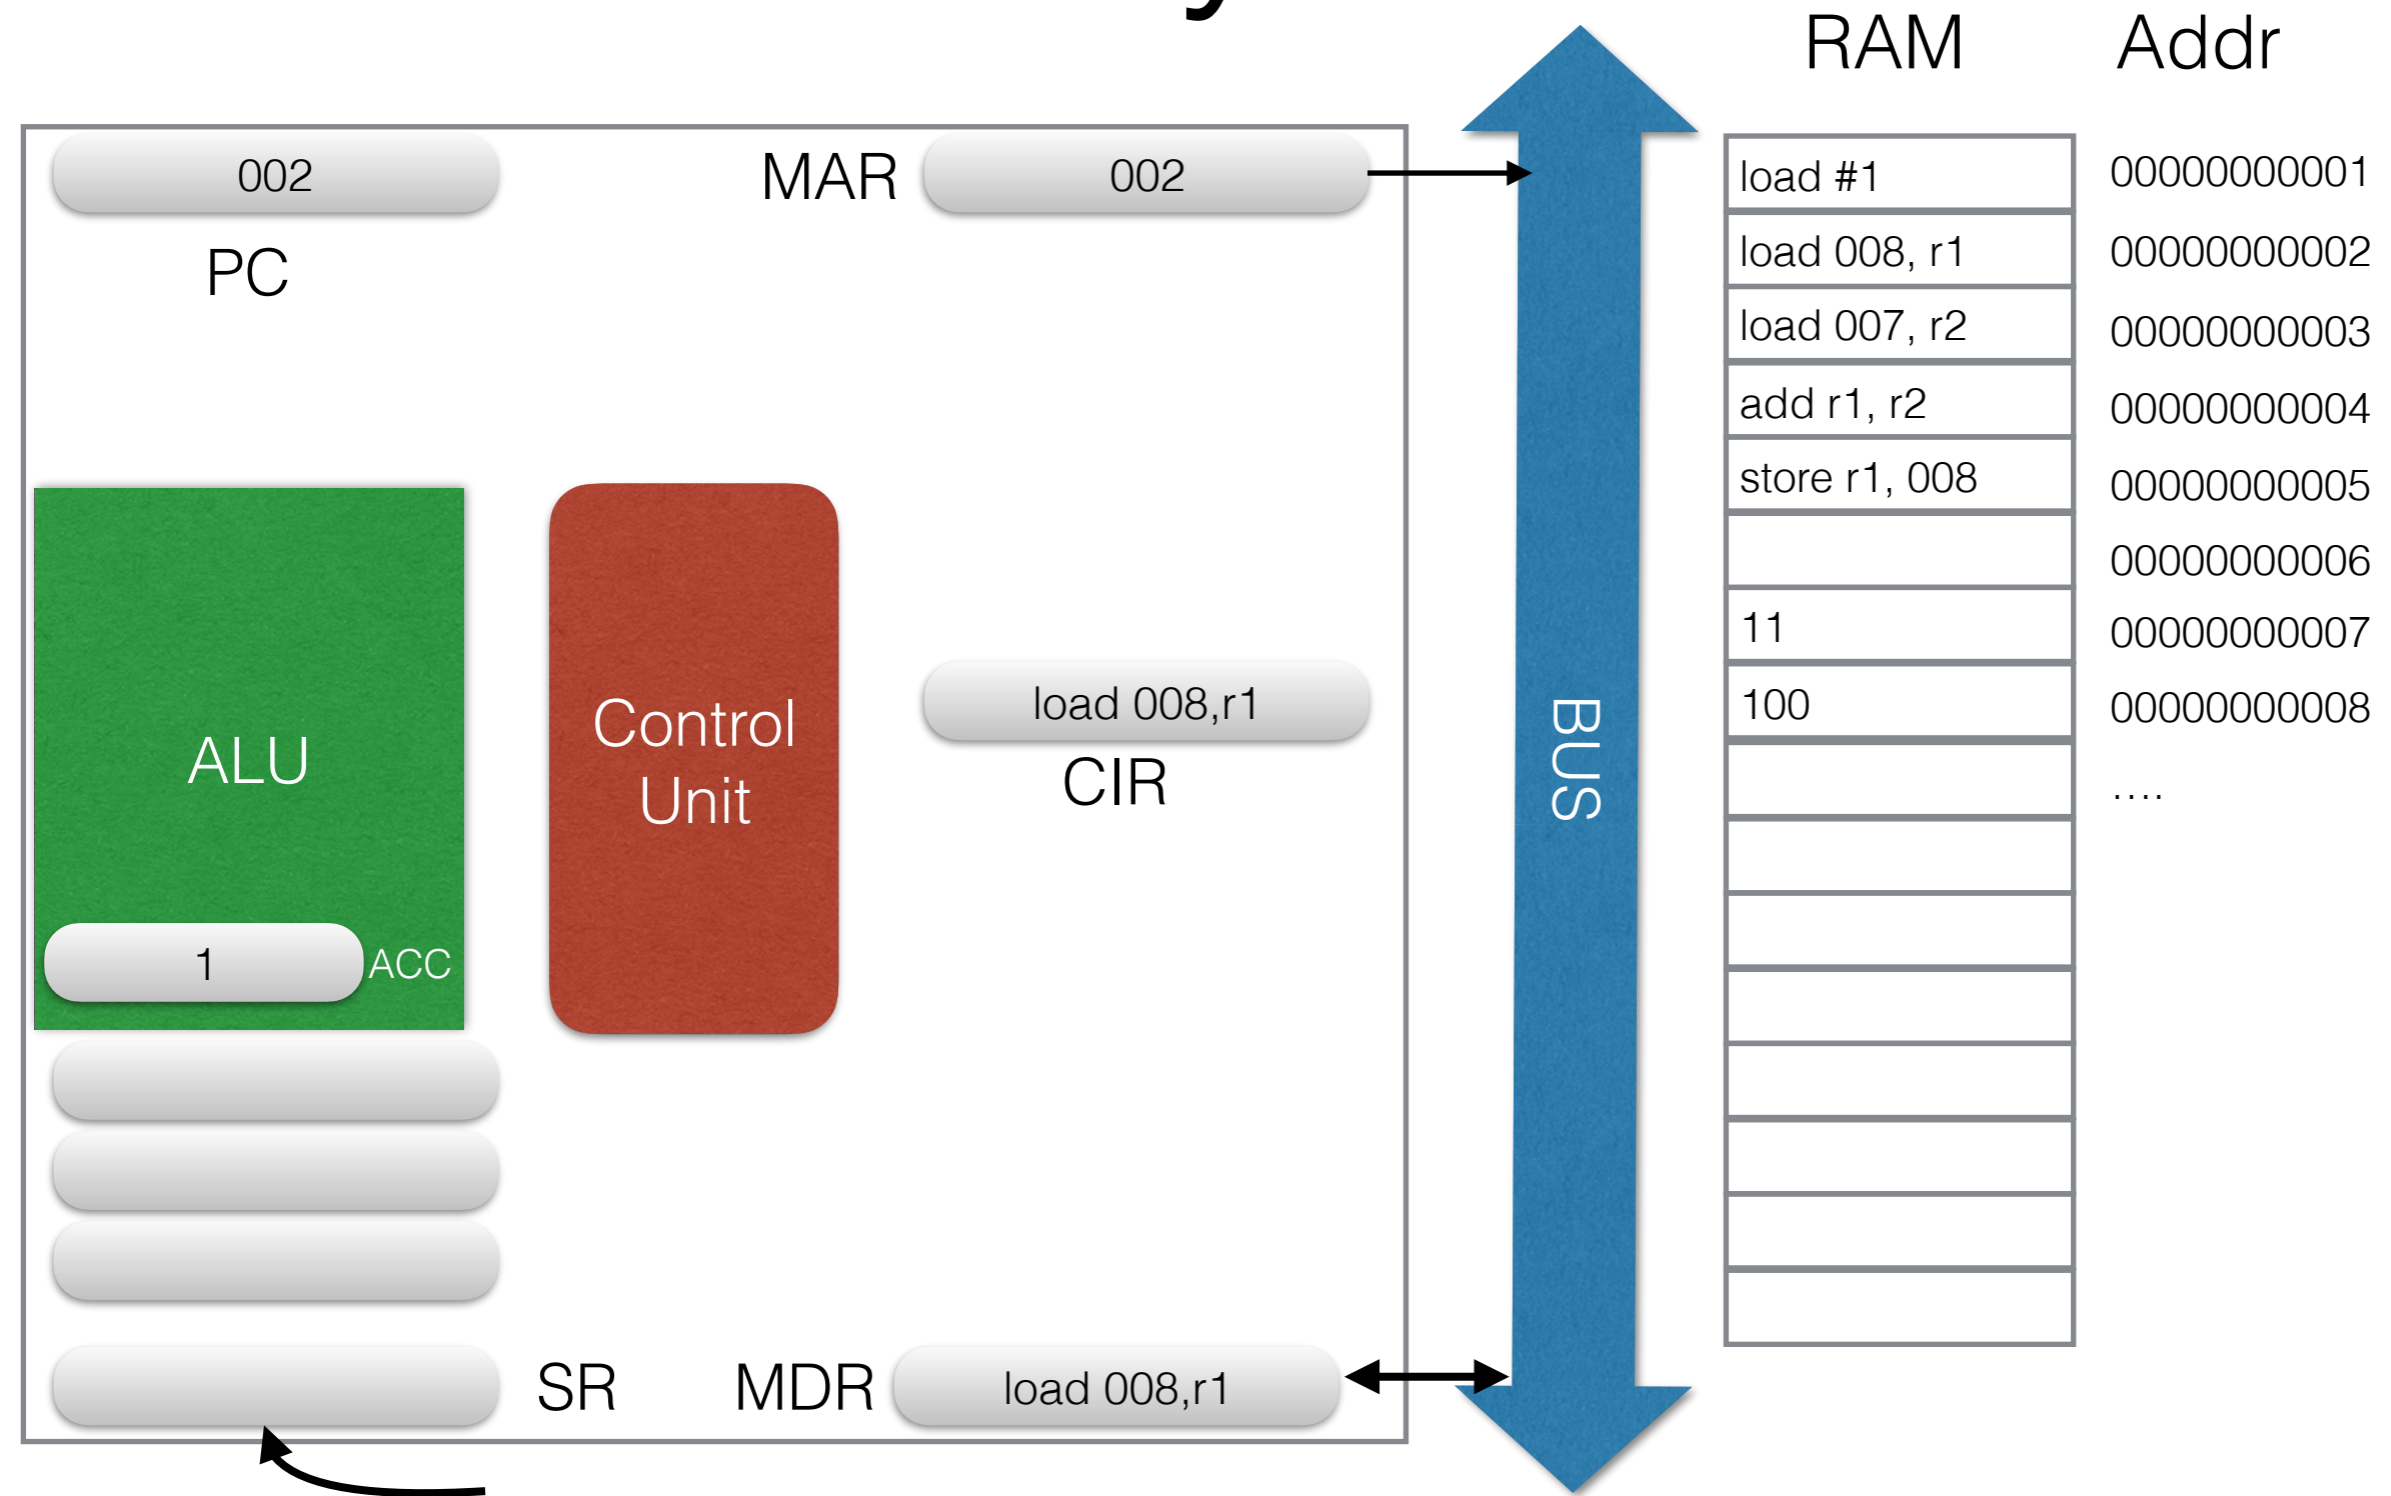 RAM
Addr
002
PC
MAR
002
load #1
00000000001
load 008, r1
00000000002
load 007, r2
00000000003
add r1, r2
00000000004
store r1, 008
00000000005
00000000006
11
00000000007
100
00000000008
....
ALU
1
ACC
Control
Unit
load 008,r1
CIR
BUS
SR
MDR
load 008,r1